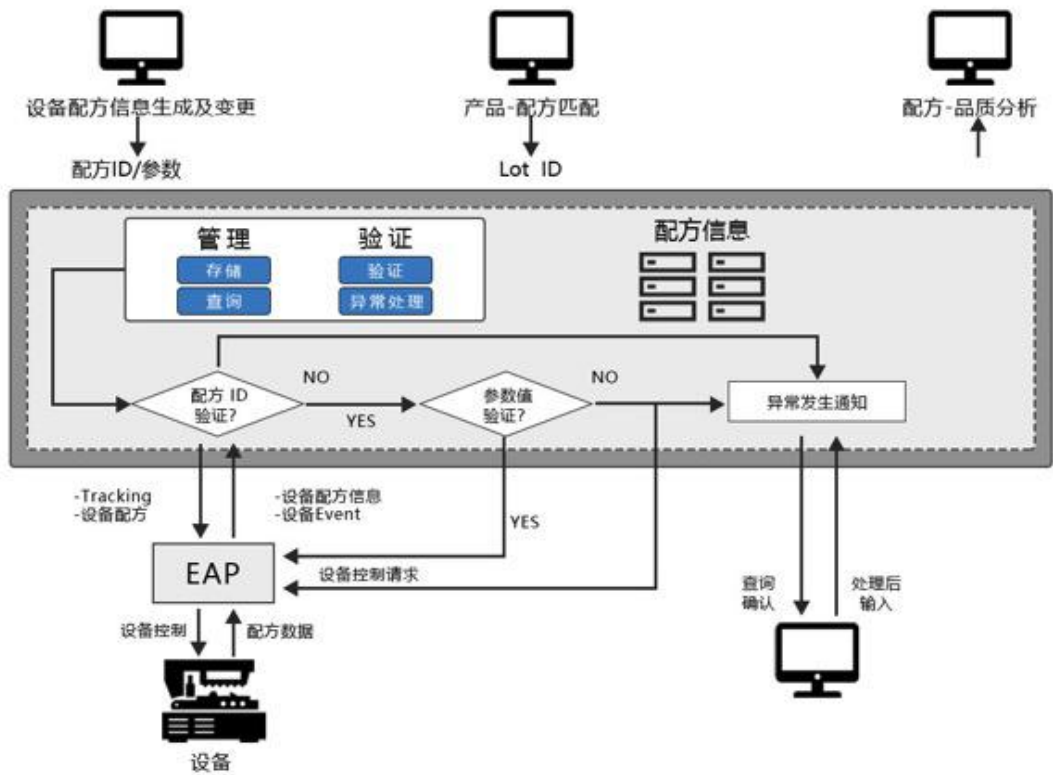 设备配方信息生成及变更
产品-配方匹配
配方-品质分析
配方ID/参数
Lot ID
管理
验证
配方信息
存储
验证
查询
异常处理
配方 ID
验证?
NO
YES
参数值
验证?
NO
异常发生通知
-Tracking
-设备配方
-设备配方信息
-设备Event
YES
EAP
设备控制请求
查询
确认
处理后
输入
设备控制
配方数据
设备